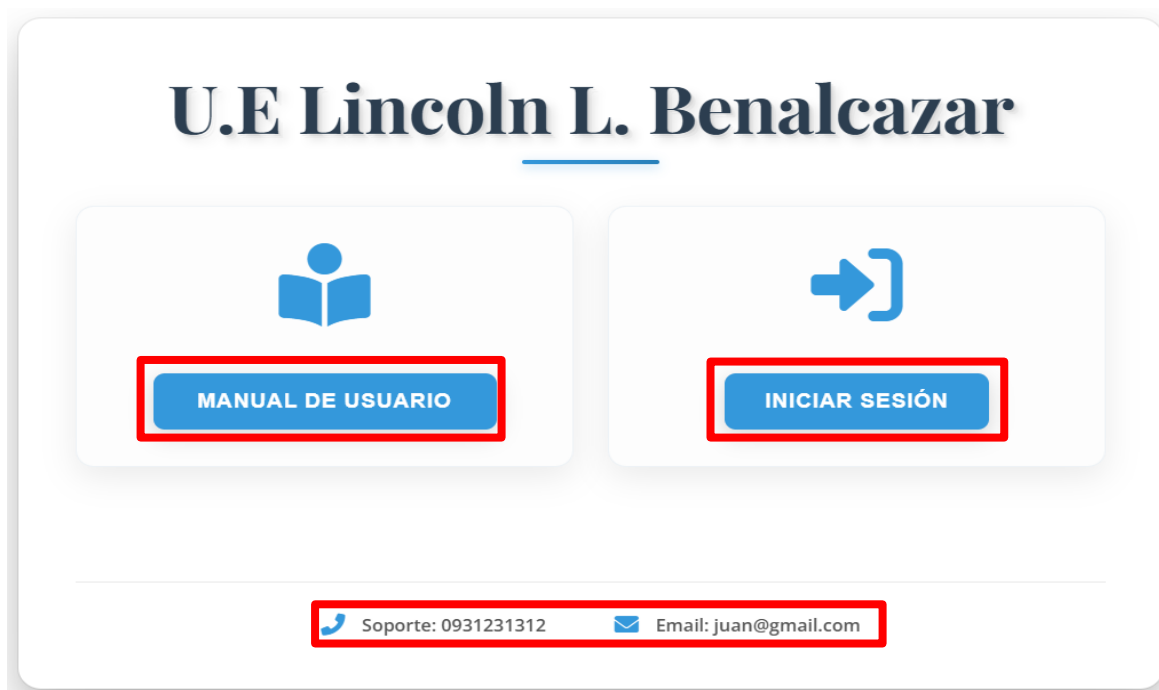 U.E Lincoln L. Benalcazar
MANUAL DE USUARIO
INICIAR SESIÓN
Soporte: 0931231312 Email: juan@gmail.com